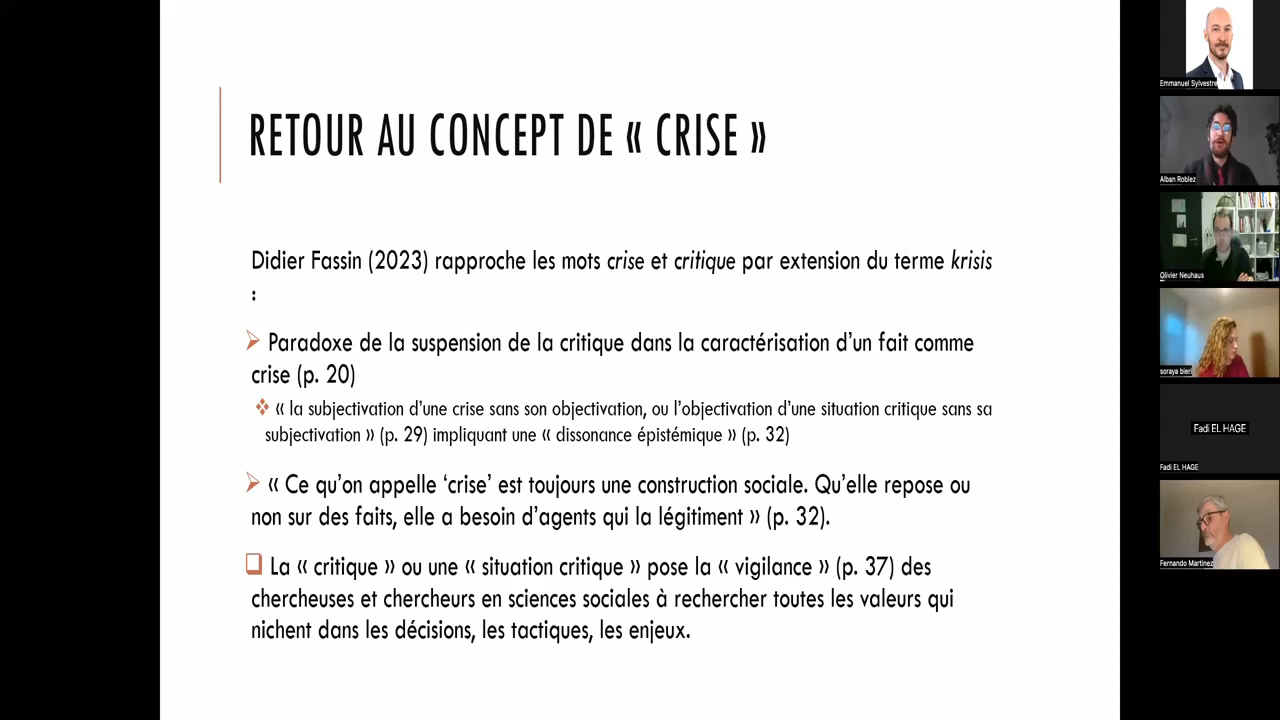 RETOUR AU CONCEPT DE « CRISE »
Didier Fassin (2023) rapproche les mots crise et critique par extension du terme krisis
:
Paradoxe de la suspension de la critique dans la caractérisation d’un fait comme
crise (p. 20)
« la subjectivation d’une crise sans son objectivation, ou l’objectivation d’une situation critique sans sa
subjectivation » (p. 29) impliquant une « dissonance épistémique » (p. 32)
« Ce qu’on appelle ‘crise’ est toujours une construction sociale. Qu’elle repose ou
non sur des faits, elle a besoin d’agents qui la légitiment » (p. 32).
La « critique » ou une « situation critique » pose la « vigilance » (p. 37) des
chercheuses et chercheurs en sciences sociales à rechercher toutes les valeurs qui
nichent dans les décisions, les tactiques, les enjeux.
Emmanuel Sylvestre
Alban Roblez
Olivier Neuhaus
soraya bleri
Fadi EL HAGE
Fadi EL HAGE
Fernando Martinez